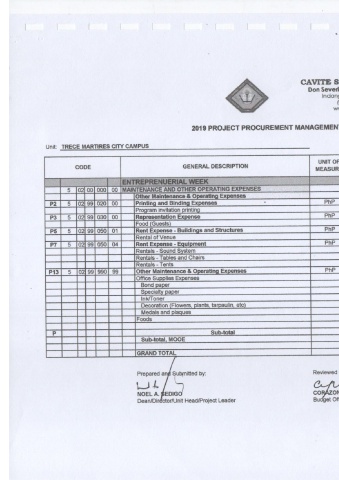 CAVITE S
Don Sever
Indang
2019 PROJECT PROCUREMENT MANAGEMEN
Unit: TRECE MARTIRES CITY CAMPUS
CODE GENERAL DESCRIPTION UNIT OF
MEASUR
ENTREPRENUERIAL WEEK
5 02 00 000 00 MAINTENANCE AND OTHER OPERATING EXPENSES
Other Maintenance & Operating Expenses
P2 5 02 99 020 00 Printing and Binding Expenses PhP
Program invitation printing
P3 5 02 99 030 00 Representation Expense PhP
Food (Guests)
P5 5 02 99 050 01 Rent Expense - Buildings and Structures PhP
Rental of Venue
P7 5 02 99 050 04 Rent Expense - Equipment PhP
Rentals - Sound System
Rentals - Tables and Chairs
Rentals - Tents
P13 5 02 99 990 99 Other Maintenance & Operating Expenses PhP
Office Supplies Expenses
Bond paper
Specialty paper
Ink/Toner
Decoration (Flowers, plants, tarpaulin, etc)
Medals and plaques
Foods
P Sub-total
Sub-total, MODE
GRAND TOTAL
Prepared and Submitted by: Reviewed
NOEL A. SEDIGO CORAZON
Dean/Director/Unit Head/Project Leader Budget Off